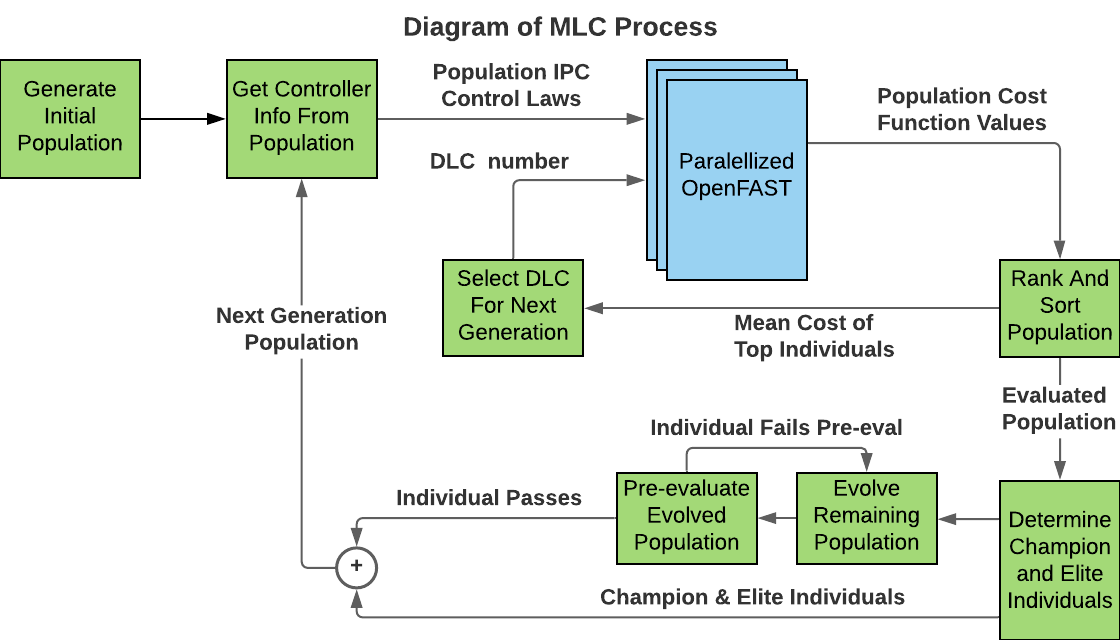 Diagram of MLC Process
Generate
Initial
Population
Get Controller
Info From
Population
Population IPC
Control Laws
DLC number
Paralellized
OpenFAST
Population Cost
Function Values
Select DLC
For Next
Generation
Rank And
Sort
Population
Mean Cost of
Top Individuals
Next Generation
Population
Evaluated
Population
Individual Fails Pre-eval
Individual Passes
Pre-evaluate
Evolved
Population
Evolve
Remaining
Population
Determine
Champion
and Elite
Individuals
+
Champion & Elite Individuals